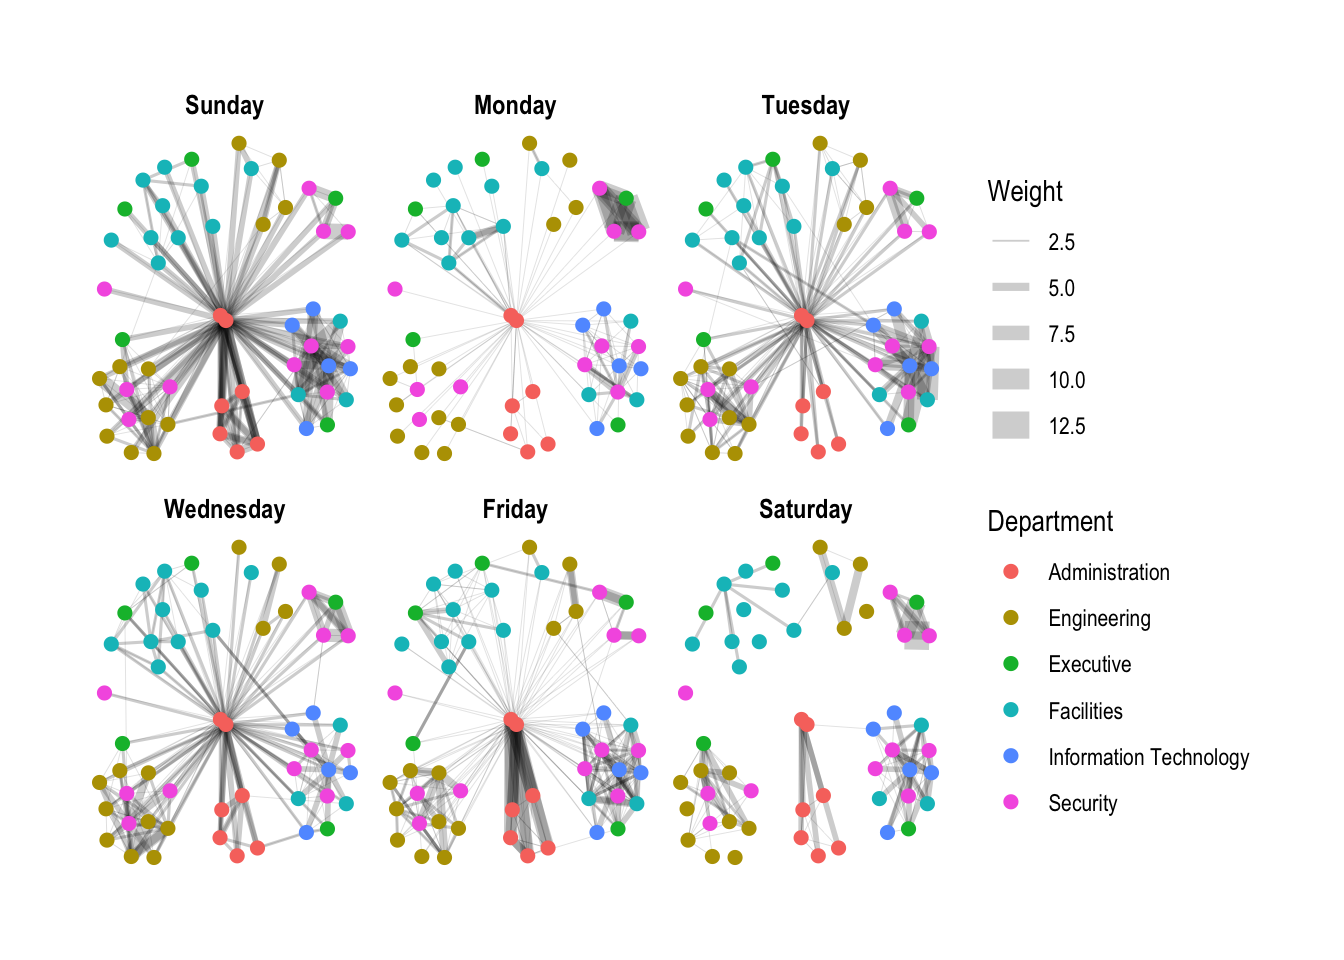 Sunday
Monday
Tuesday
Wednesday
Friday
Saturday
Weight
2.5
5.0
7.5
10.0
12.5
Department
Administration
Engineering
Executive
Facilities
Information Technology
Security